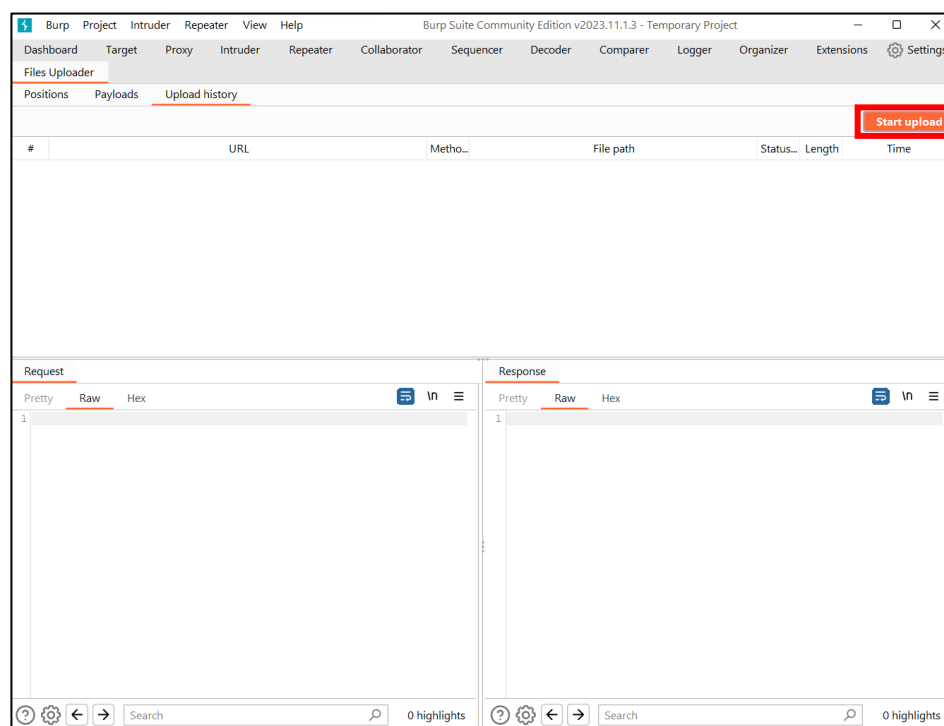 Burp Project Intruder Repeater View Help Burp Suite Community Edition v2023.11.1.3 - Temporary Project
Dashboard Target Proxy Intruder Repeater Collaborator Sequencer Decoder Comparer Logger Organizer Extensions Settings
Files Uploader
Positions Payloads Upload history
Start upload
# URL Metho... File path Status... Length Time
Request Response
Pretty Raw Hex \n Pretty Raw Hex \n
1 1
Search 0 highlights Search 0 highlights